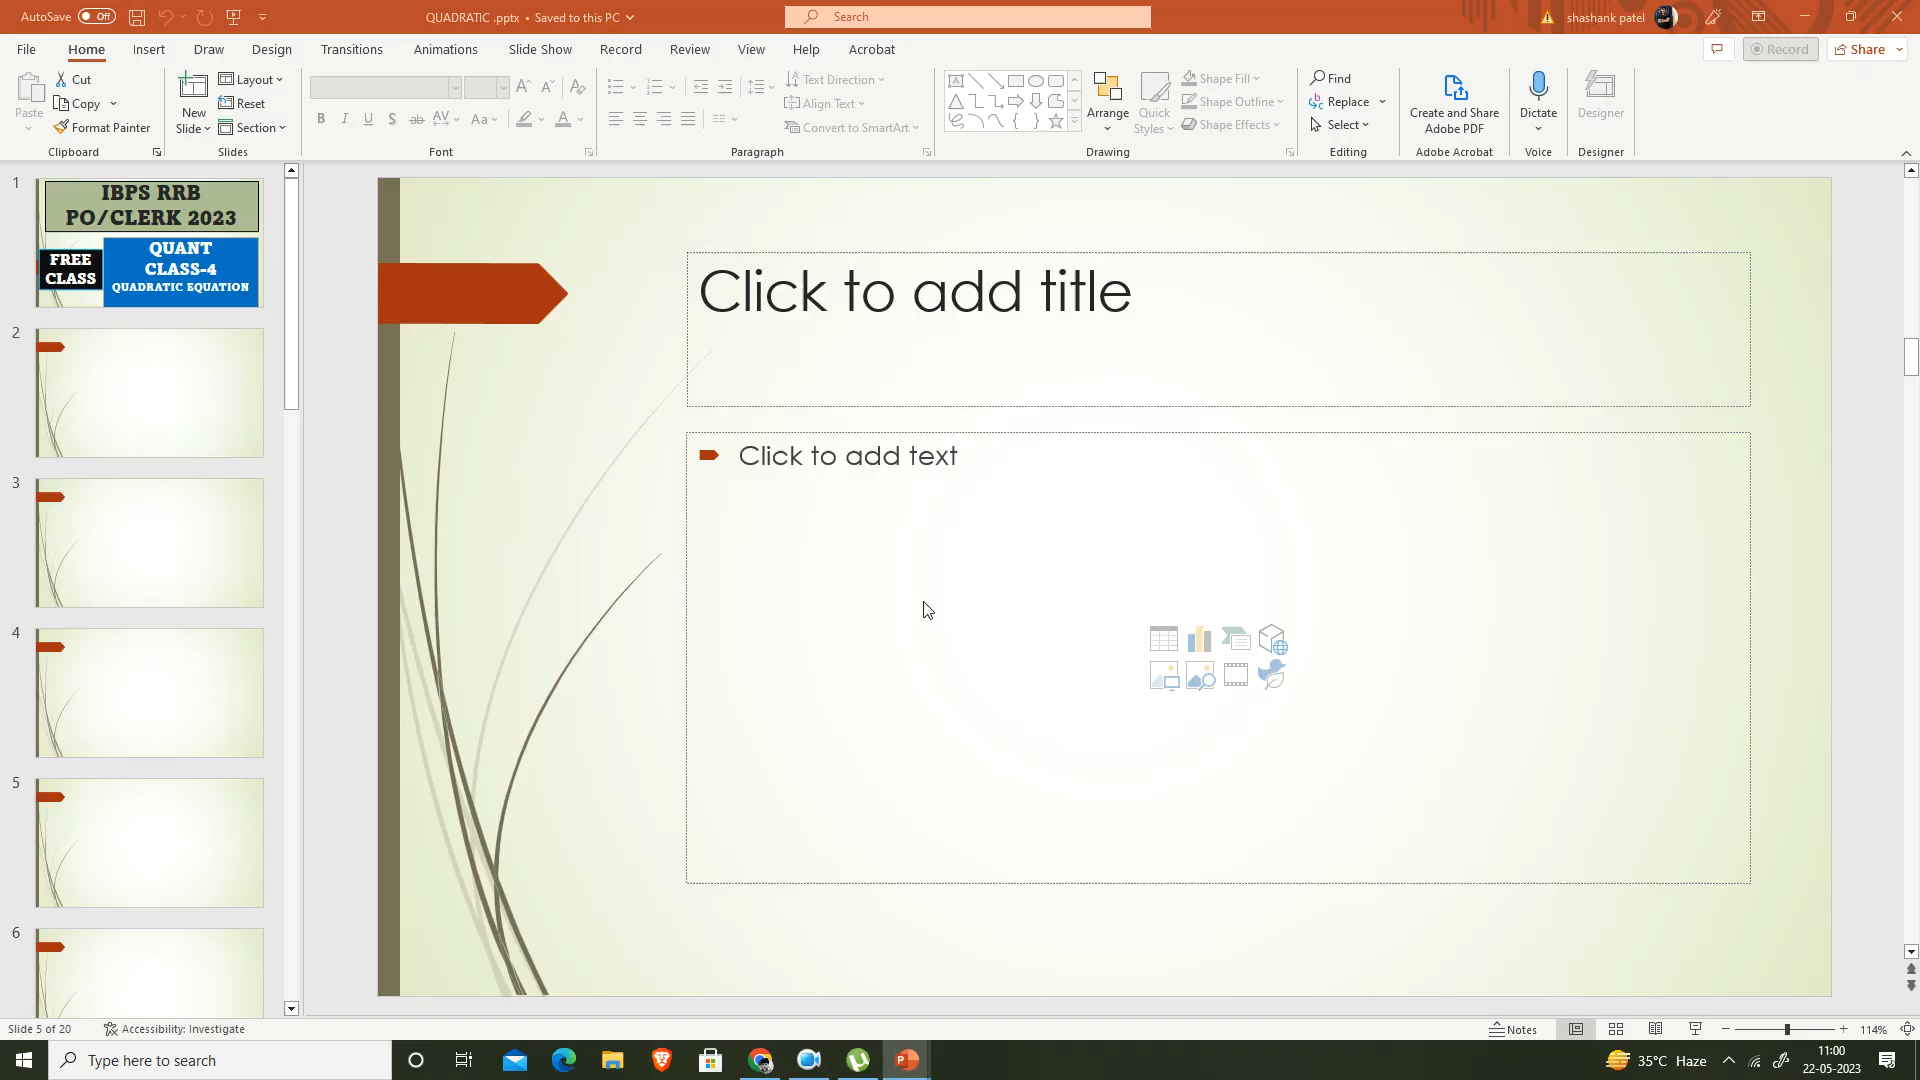 AutoSave Off
QUADRATIC .pptx • Saved to this PC
Search
shashank patel
File Home Insert Draw Design Transitions Animations Slide Show Record Review View Help Acrobat
Record
Share
Paste
Cut
Copy
Format Painter
Clipboard
New
Slide
Layout
Reset
Section
Slides
B I U S ab AV Aa A
Font
Text Direction
Align Text
Convert to SmartArt
Paragraph
Arrange
Quick
Styles
Shape Fill
Shape Outline
Shape Effects
Drawing
Find
Replace
Select
Editing
Create and Share
Adobe PDF
Adobe Acrobat
Dictate
Voice
Designer
Designer
1
IBPS RRB
PO/CLERK 2023
FREE
CLASS
QUANT
CLASS-4
QUADRATIC EQUATION
2
3
4
5
6
Click to add title
Click to add text
Slide 5 of 20
Accessibility: Investigate
Notes
114%
Type here to search
35°C Haze
11:00
22-05-2023